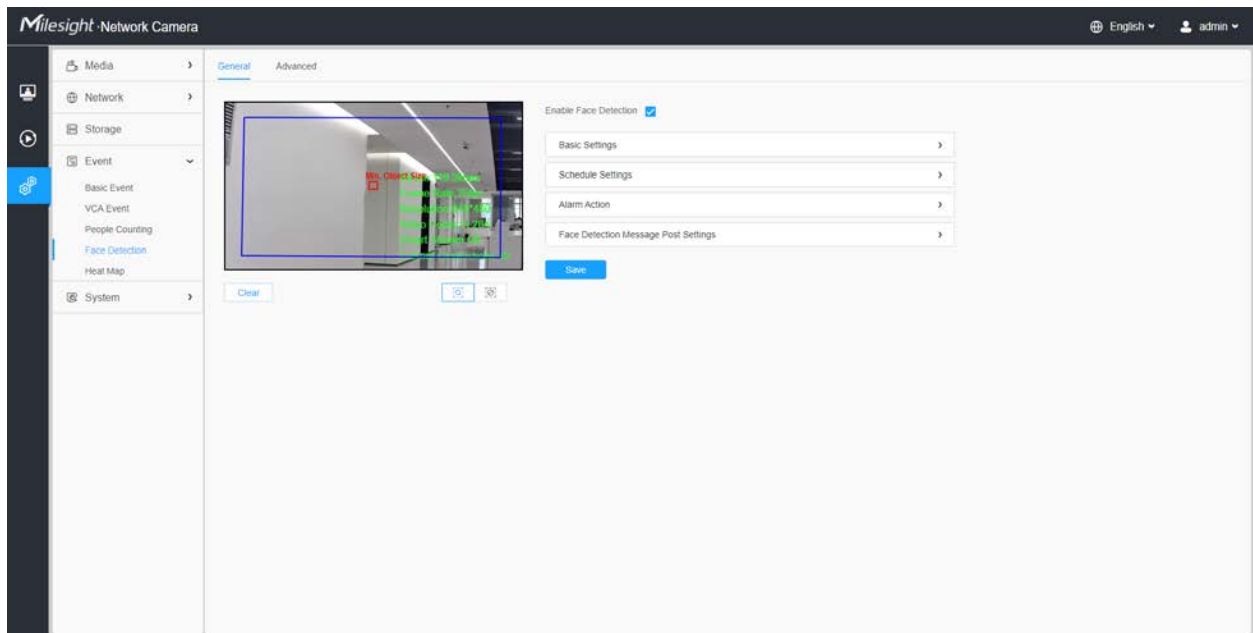 Milesight Network Camera
English
admin
Media
Network
Storage
Event
Basic Event
VCA Event
People Counting
Face Detection
Heat Map
System
General
Advanced
Min. Object Size
Clear
Enable Face Detection
Basic Settings
Schedule Settings
Alarm Action
Face Detection Message Post Settings
Save